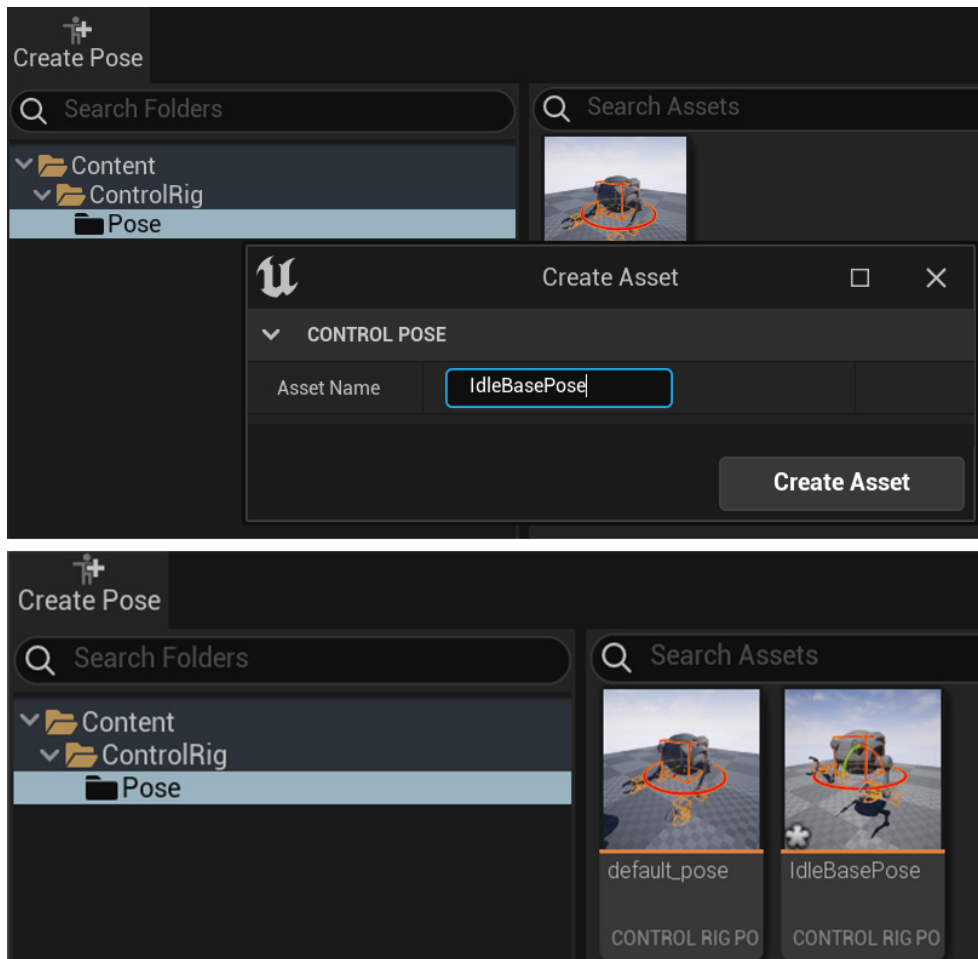 Create Pose
Search Folders
Search Assets
Content
ControlRig
Pose
Create Asset
CONTROL POSE
Asset Name
IdleBasePose
Create Asset
Create Pose
Search Folders
Search Assets
Content
ControlRig
Pose
default_pose
IdleBasePose
CONTROL RIG PO
CONTROL RIG PO